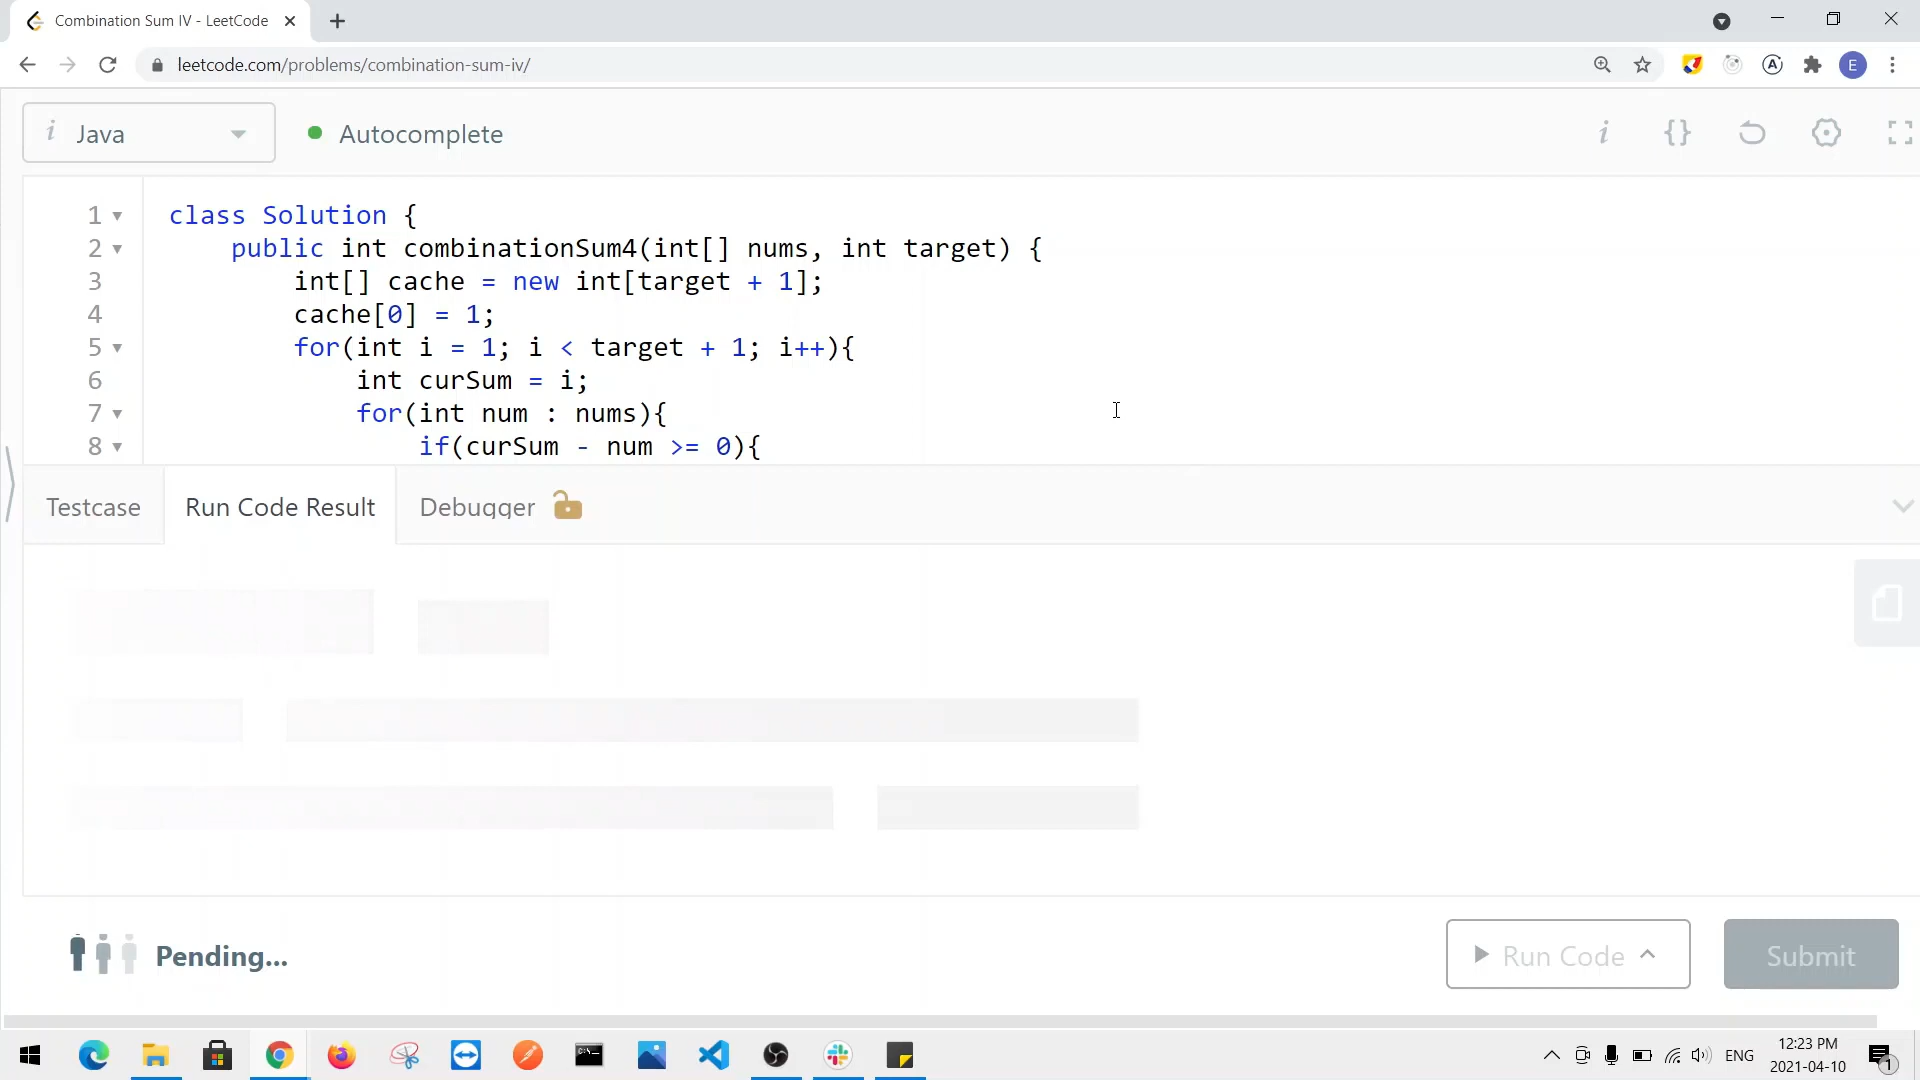 Combination Sum IV - LeetCode
leetcode.com/problems/combination-sum-iv/
E
i Java
Autocomplete
i {}
1 class Solution {
2 public int combinationSum4(int[] nums, int target) {
3 int[] cache = new int[target + 1];
4 cache[0] = 1;
5 for(int i = 1; i < target + 1; i++){
6 int curSum = i;
7 for(int num : nums){
8 if(curSum - num >= 0){
Testcase Run Code Result Debugger
Pending...
Run Code
Submit
ENG
12:23 PM
2021-04-10
1